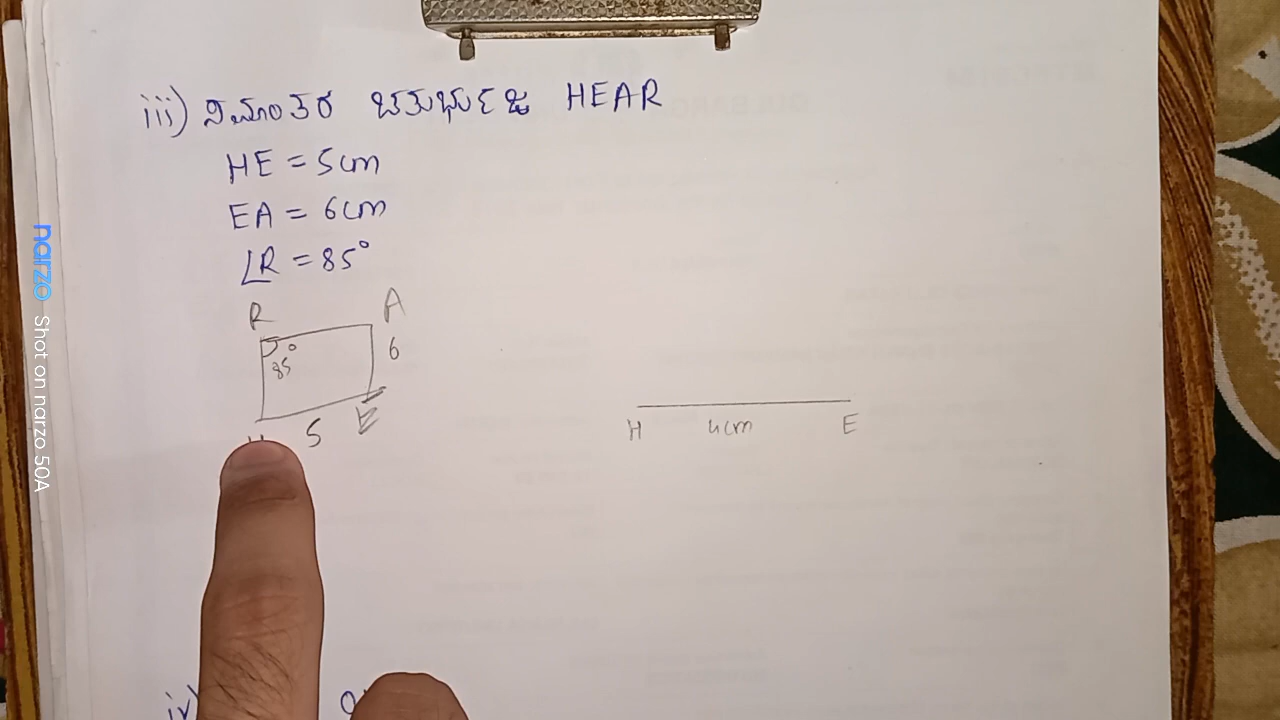 iii) ಸಮಾಂತರ ಚತುರ್ಭುಜ HEAR
HE = 5cm
EA = 6cm
∠R = 85°
R A
85°
6
5 E
H 4cm E
iv)
narzo Shot on narzo 50A